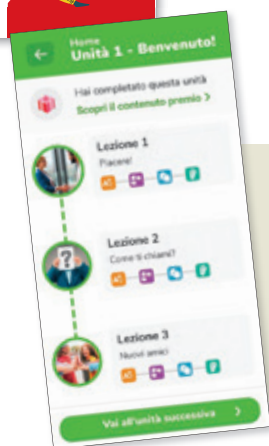 Home
Unità 1 - Benvenuto!
Hai completato questa unità
Scopri il contenuto premio >
Lezione 1
Piacere!
Lezione 2
Come ti chiami?
?
Lezione 3
Nuovi amici
Vai all'unità successiva >